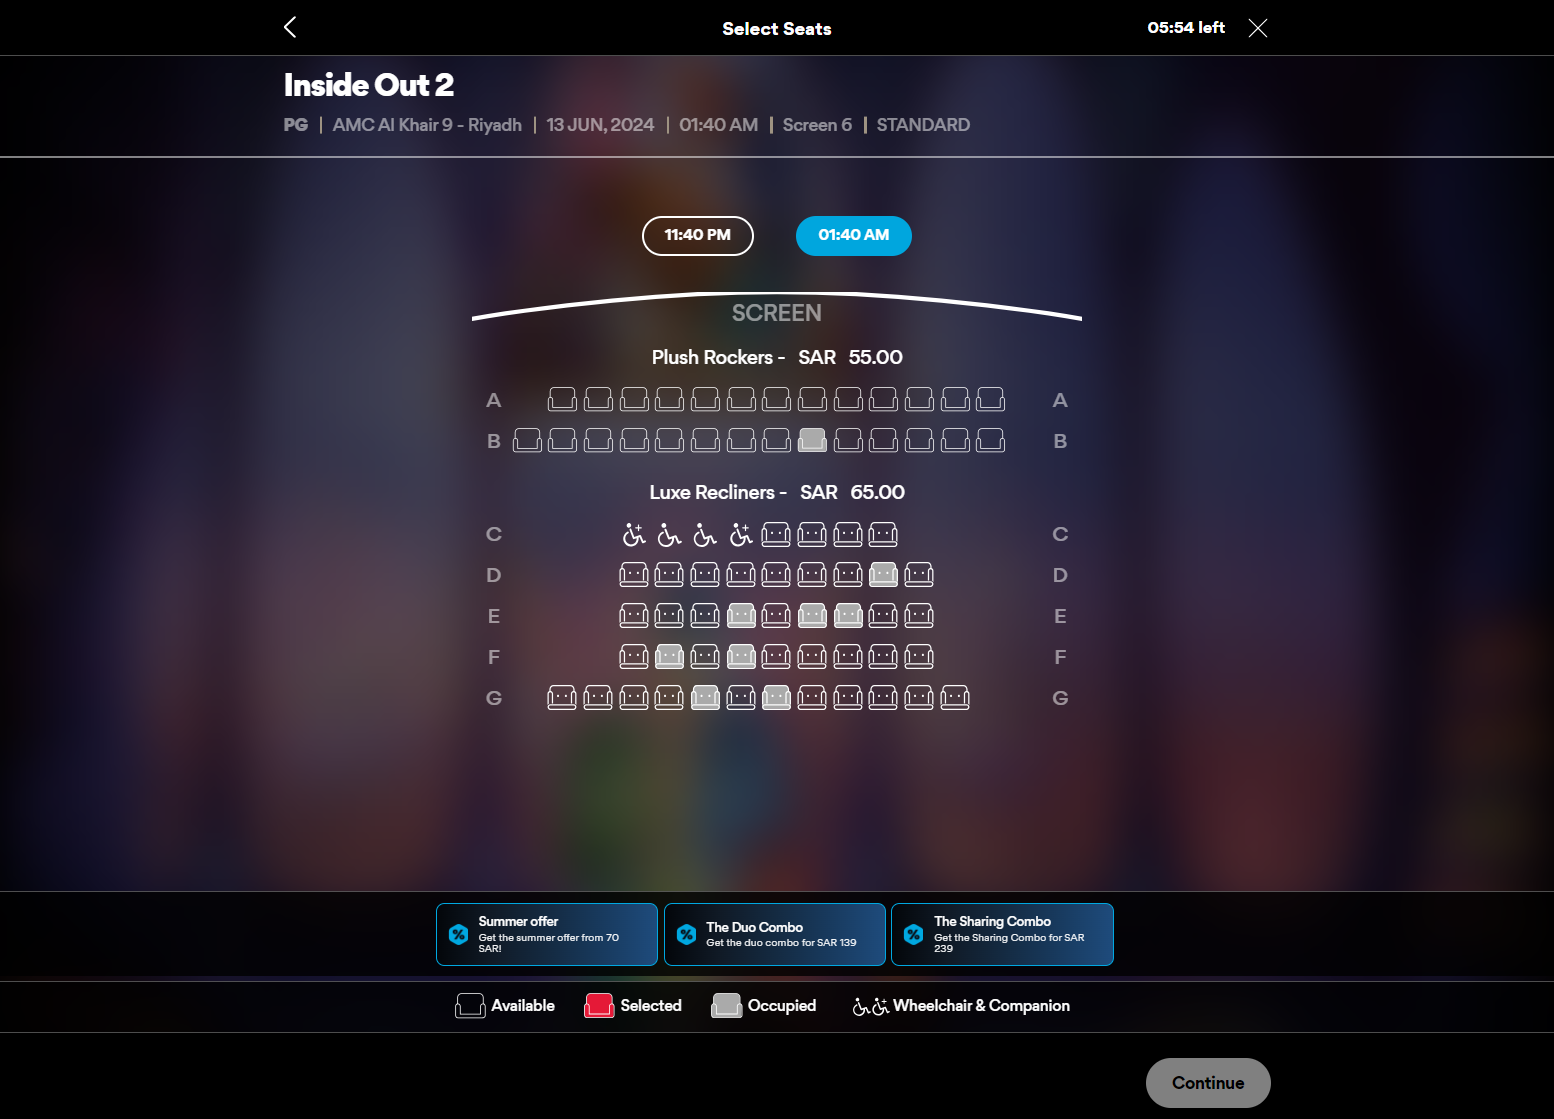 Select Seats
05:54 left
Inside Out 2
PG | AMC Al Khair 9 - Riyadh | 13 JUN, 2024 | 01:40 AM | Screen 6 | STANDARD
11:40 PM
01:40 AM
SCREEN
Plush Rockers - SAR 55.00
A A
B B
Luxe Recliners - SAR 65.00
C C
D D
E E
F F
G G
Summer offer
Get the summer offer from 70
SAR!
The Duo Combo
Get the duo combo for SAR 139
The Sharing Combo
Get the Sharing Combo for SAR
239
Available
Selected
Occupied
Wheelchair & Companion
Continue